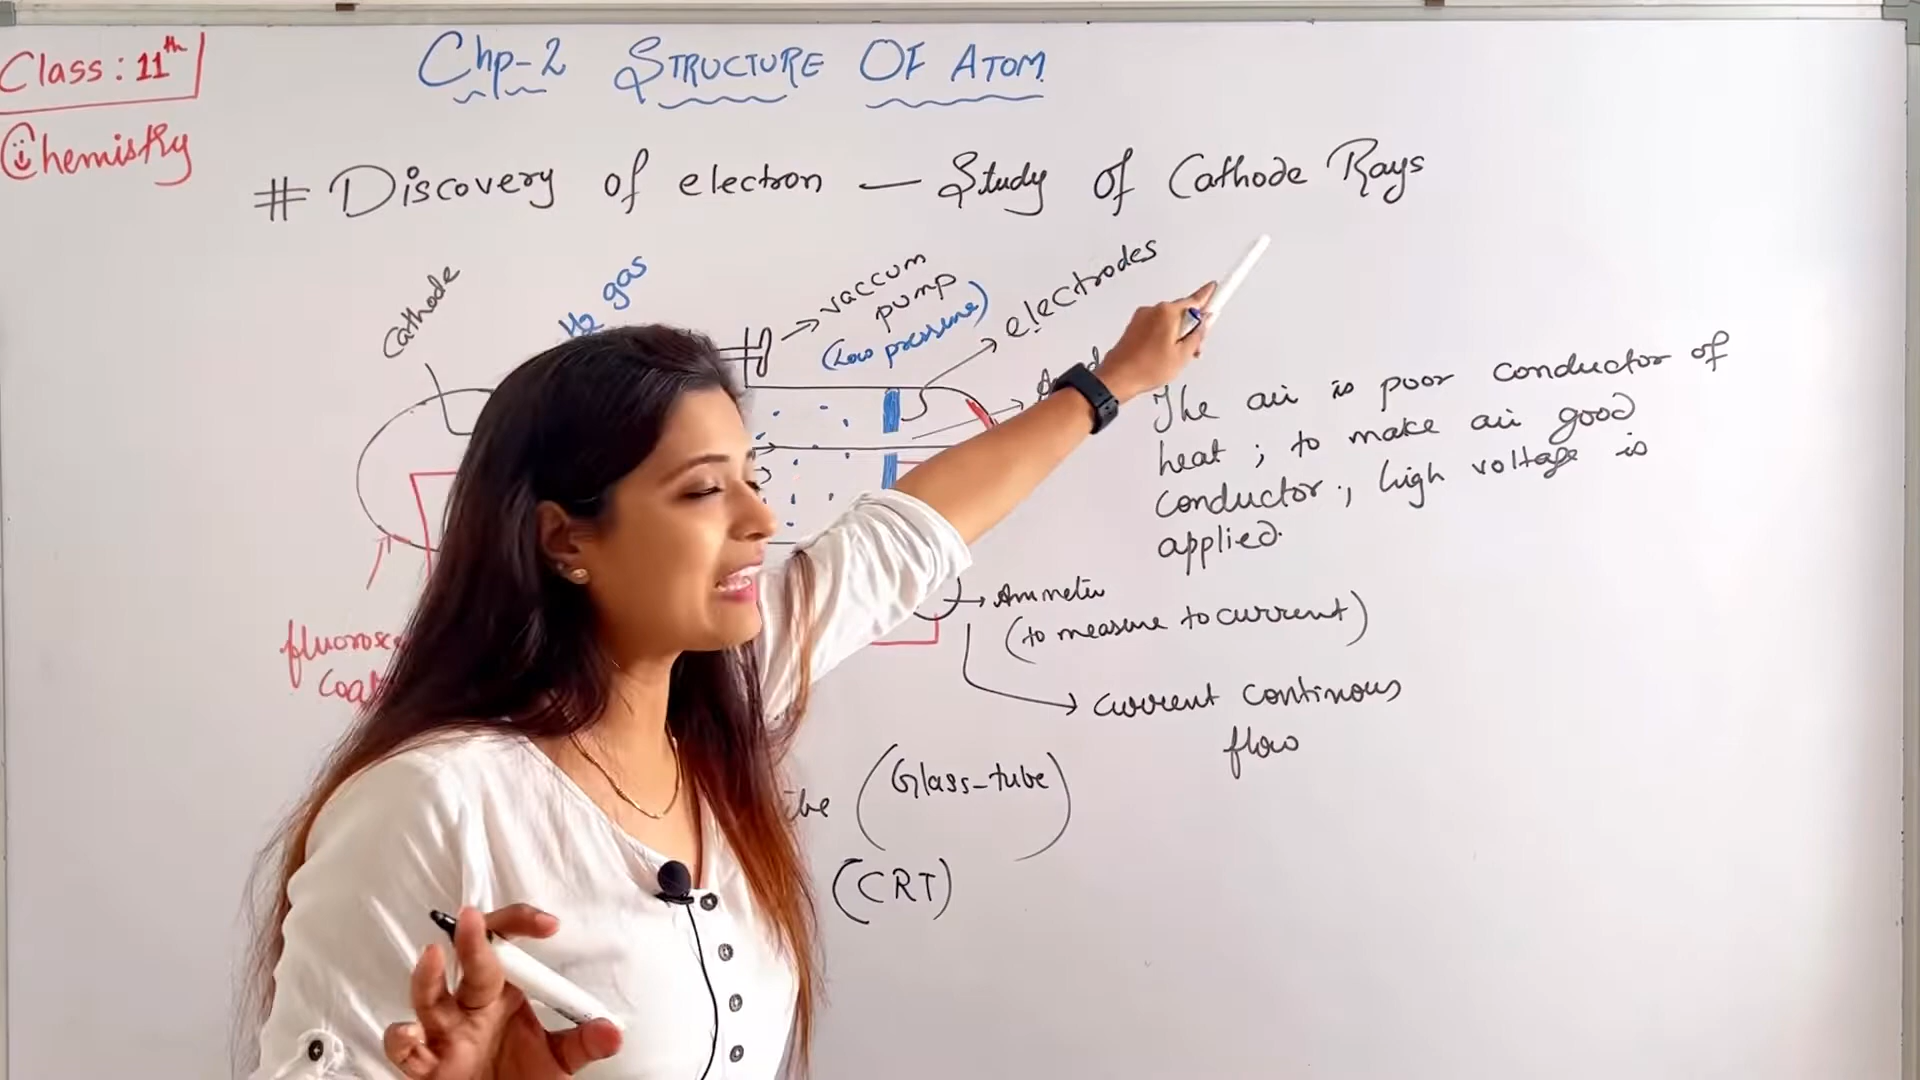 Class : 11th
Chemistry
Chp-2 STRUCTURE OF ATOM
# Discovery of electron — Study of Cathode Rays
Cathode
H2 gas
vaccum
pump
(Low pressure)
electrodes
The air is poor conductor of
heat ; to make air good
conductor ., high voltage is
applied.
Ammeter
(to measure to current)
current continous
flow
(Glass-tube)
(CRT)